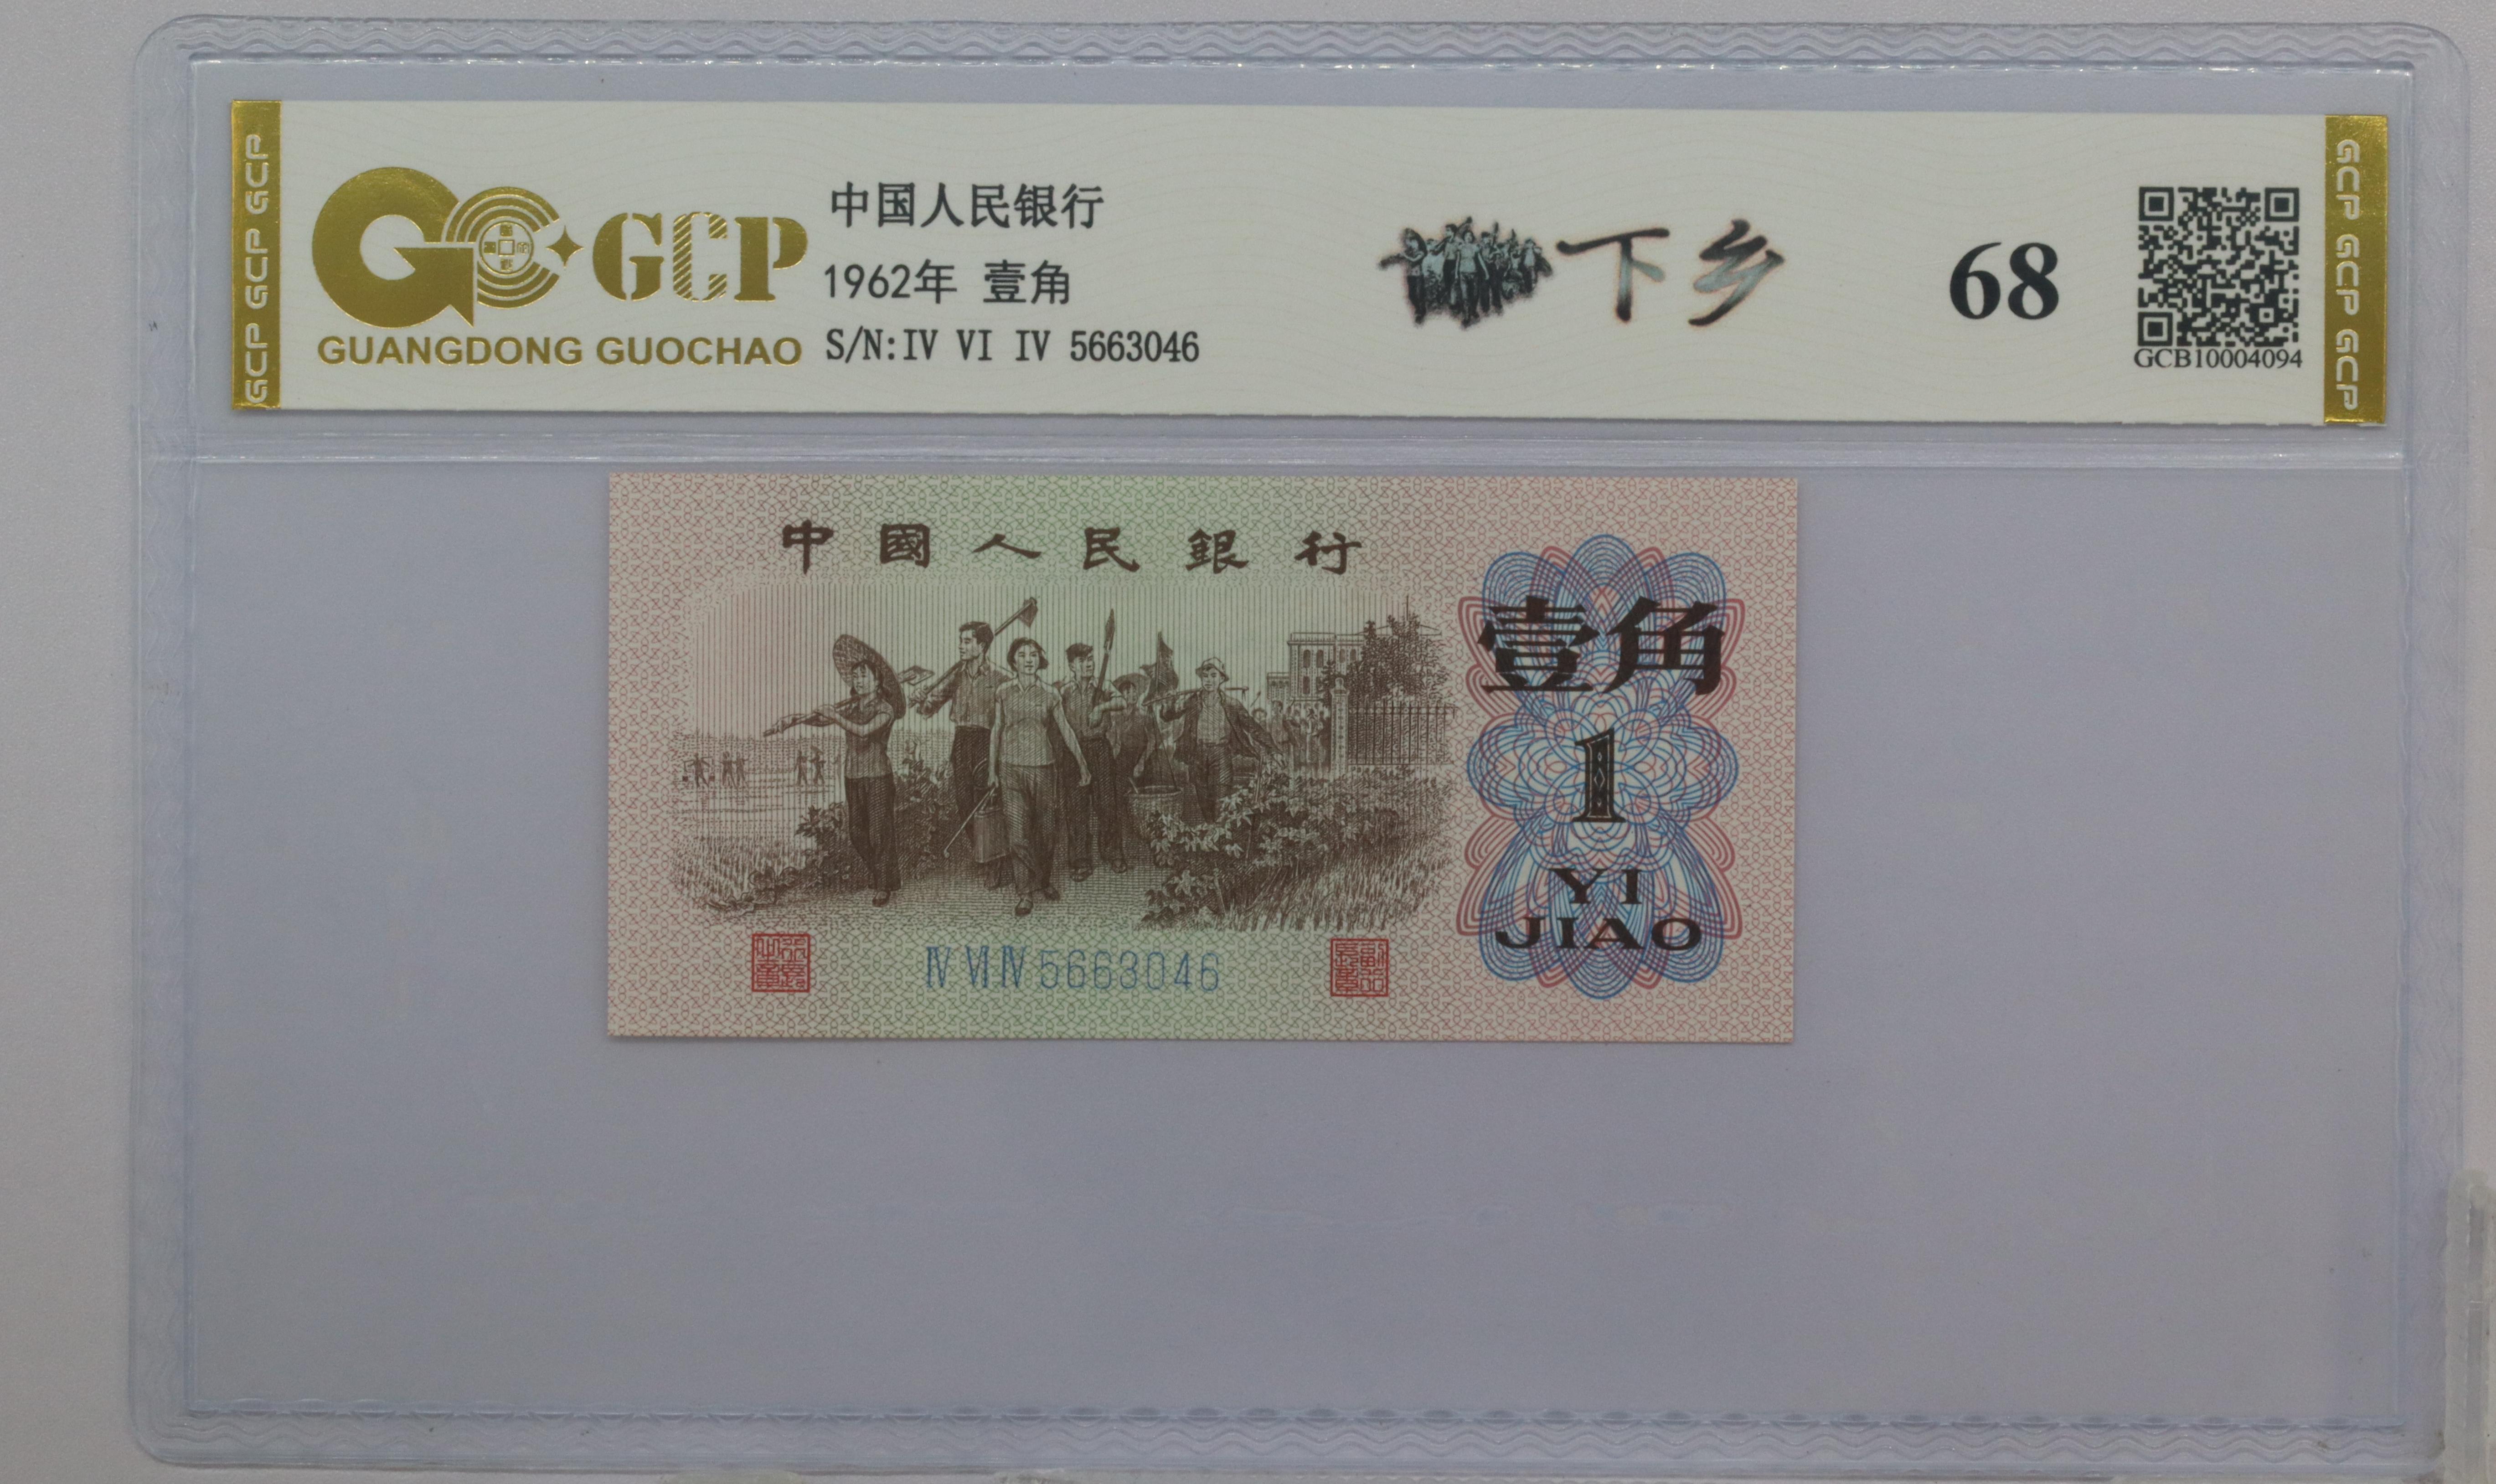 GCP GCP GCP
GCP
GUANGDONG GUOCHAO
中国人民银行
1962年 壹角
S/N:IV VI IV 5663046
下乡
68
GCB10004094
GCP GCP GCP
中國人民銀行
壹角
1
YI
JIAO
Ⅳ Ⅵ Ⅳ 5663046